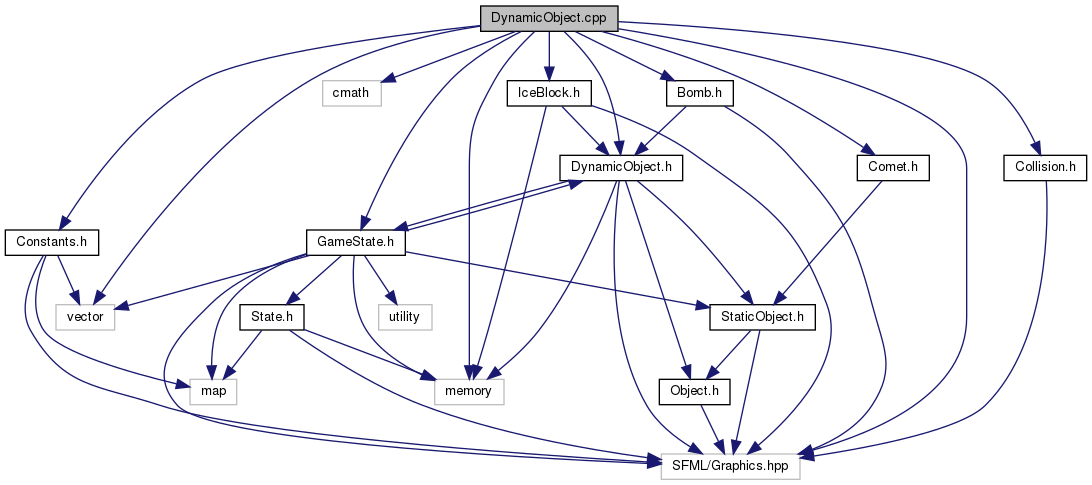 DynamicObject.cpp
cmath
IceBlock.h
Bomb.h
DynamicObject.h
Comet.h
Collision.h
Constants.h
GameState.h
vector
State.h
utility
StaticObject.h
map
memory
Object.h
SFML/Graphics.hpp